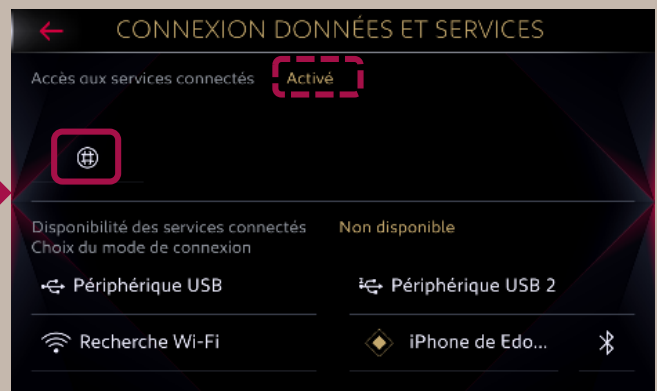 CONNEXION DONNÉES ET SERVICES
Accès aux services connectés Activé
Disponibilité des services connectés Non disponible
Choix du mode de connexion
Périphérique USB Périphérique USB 2
Recherche Wi-Fi iPhone de Edo...